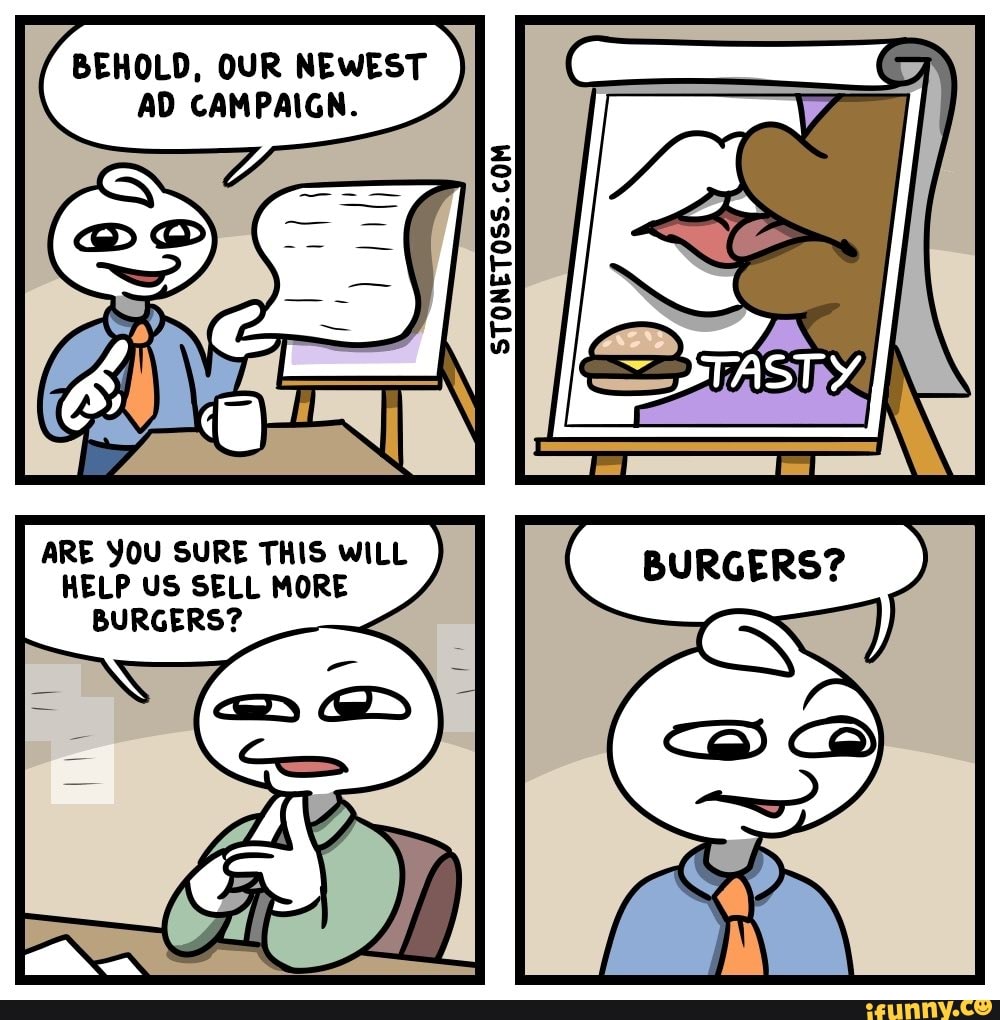 BEHOLD, OUR NEWEST
AD CAMPAIGN.
STONETOSS.COM
TASTY
ARE YOU SURE THIS WILL
HELP US SELL MORE
BURGERS?
BURGERS?
ifunny.co